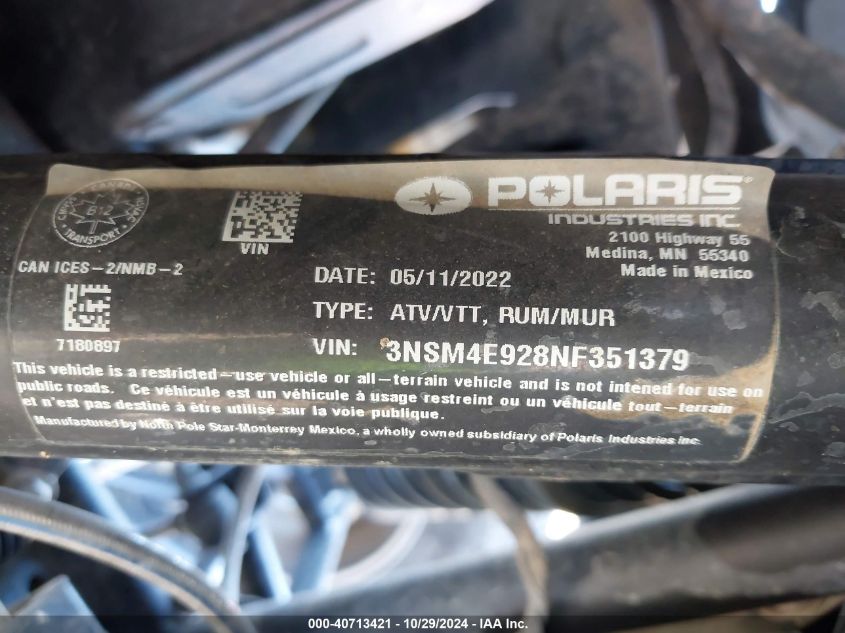 CANADA
612
TRANSPORT
VIN
POLARIS®
INDUSTRIES INC.
2100 Highway 55
Medina, MN 55340
Made in Mexico
CAN ICES-2/NMB-2
7180897
DATE: 05/11/2022
TYPE: ATV/VTT, RUM/MUR
VIN: 3NSM4E928NF351379
This vehicle is a restricted-use vehicle or all-terrain vehicle and is not intened for use on
public roads. Ce véhicule est un véhicule à usage restreint ou un véhicule tout-terrain
et n'est pas destiné à être utilisé sur la voie publique.
Manufactured by North Pole Star-Monterrey Mexico, a wholly owned subsidiary of Polaris Industries inc.
000-40713421 - 10/29/2024 - IAA Inc.